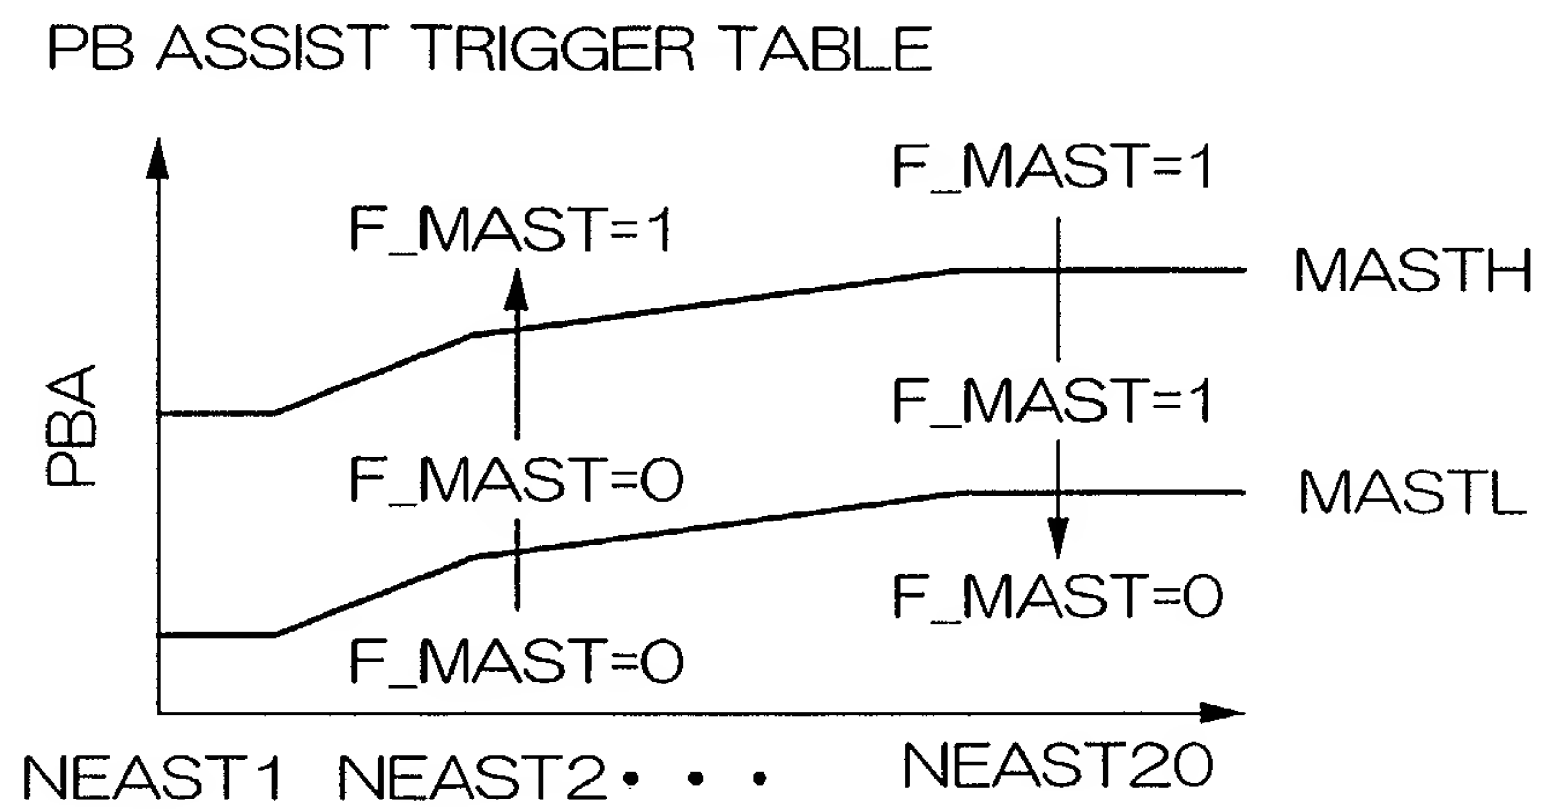 PB ASSIST TRIGGER TABLE
F_MAST=1
F_MAST=1
MASTH
PBA
F_MAST=1
F_MAST=0
MASTL
F_MAST=0
F_MAST=0
NEAST1 NEAST2 • • • NEAST20